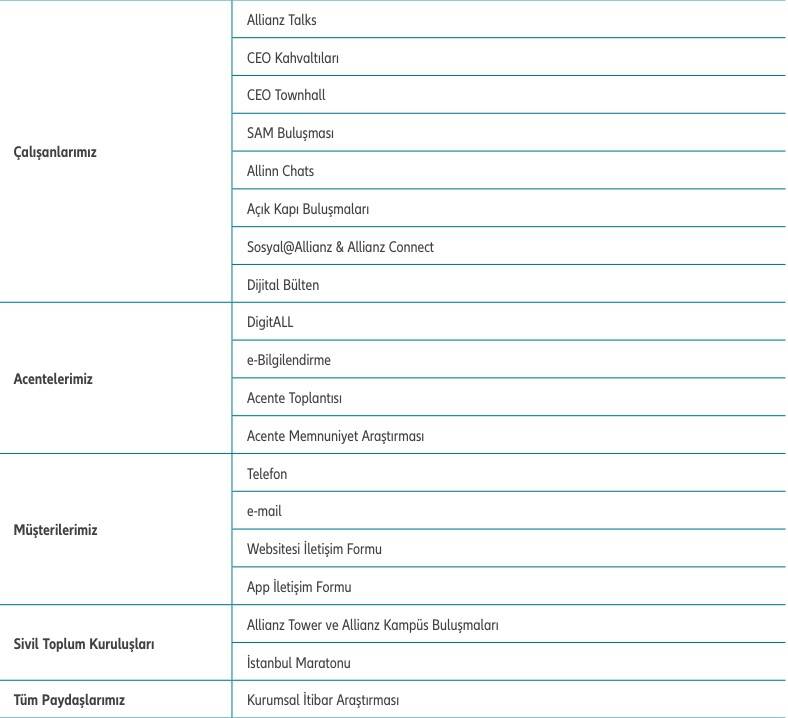 Çalışanlarımız
Allianz Talks
CEO Kahvaltıları
CEO Townhall
SAM Buluşması
Allinn Chats
Açık Kapı Buluşmaları
Sosyal@Allianz & Allianz Connect
Dijital Bülten
Acentelerimiz
DigitALL
e-Bilgilendirme
Acente Toplantısı
Acente Memnuniyet Araştırması
Müşterilerimiz
Telefon
e-mail
Websitesi İletişim Formu
App İletişim Formu
Sivil Toplum Kuruluşları
Allianz Tower ve Allianz Kampüs Buluşmaları
İstanbul Maratonu
Tüm Paydaşlarımız
Kurumsal İtibar Araştırması